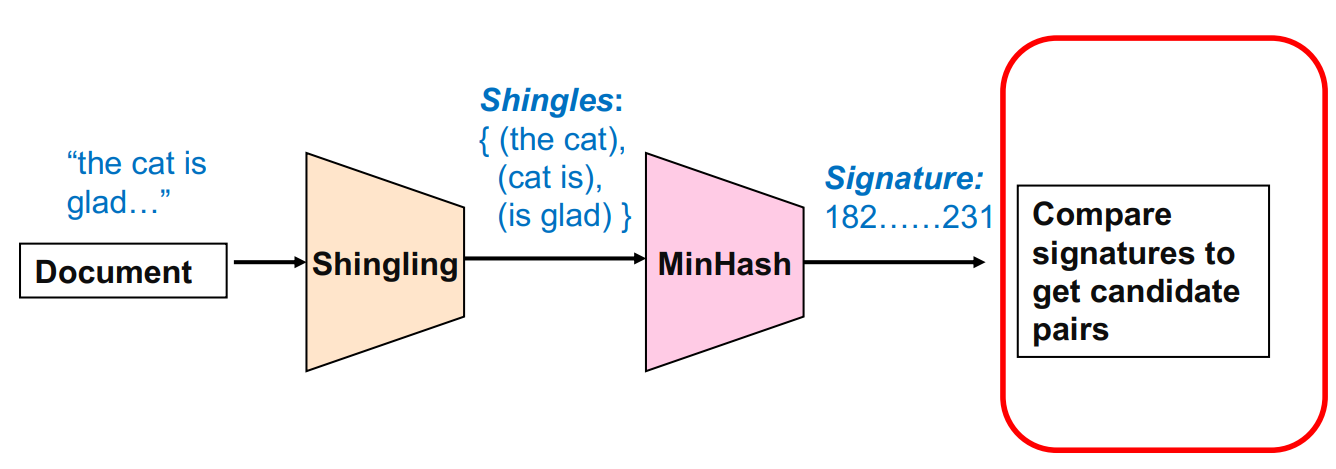 “the cat is
glad…”
Document
Shingling
Shingles:
{ (the cat),
(cat is),
(is glad) }
MinHash
Signature:
182……231
Compare
signatures to
get candidate
pairs